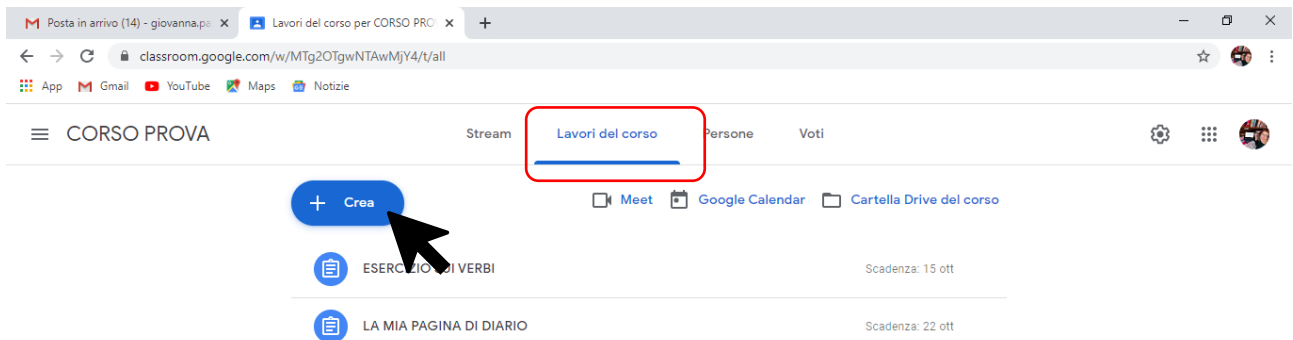 Posta in arrivo (14) - giovanna.pa
Lavori del corso per CORSO PRO
classroom.google.com/w/MTg2OTgwNTAwMjY4/t/all
App Gmail YouTube Maps Notizie
CORSO PROVA Stream Lavori del corso Persone Voti
+ Crea Meet Google Calendar Cartella Drive del corso
ESERCIZIO SUI VERBI Scadenza: 15 ott
LA MIA PAGINA DI DIARIO Scadenza: 22 ott